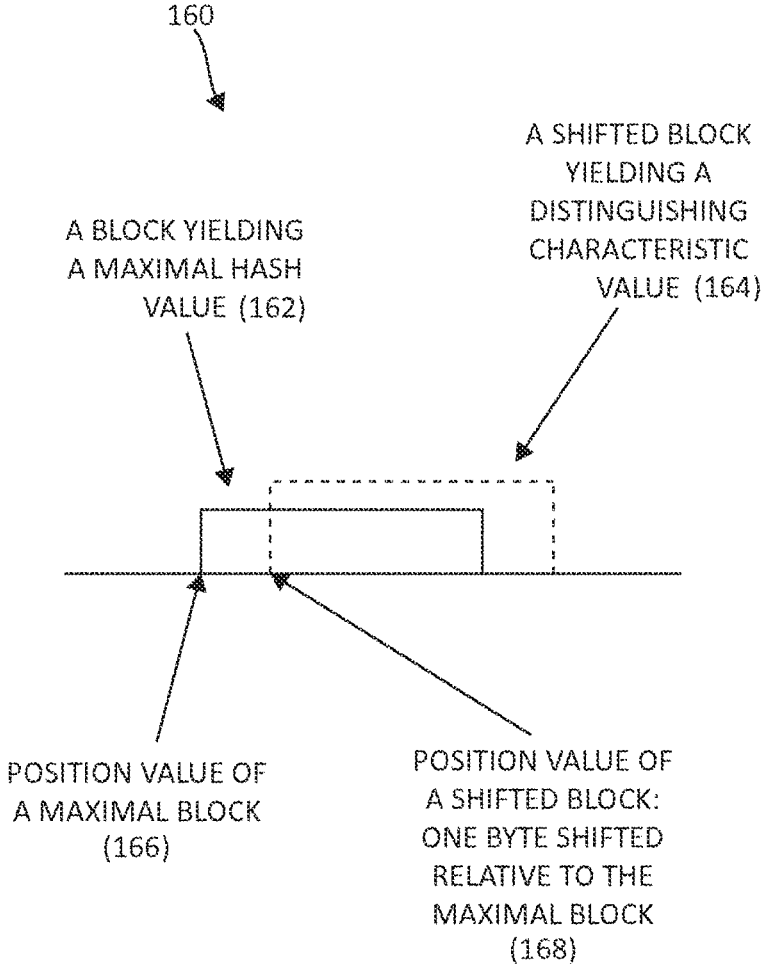 160
A SHIFTED BLOCK
YIELDING A
DISTINGUISHING
CHARACTERISTIC
VALUE (164)
A BLOCK YIELDING
A MAXIMAL HASH
VALUE (162)
POSITION VALUE OF
A MAXIMAL BLOCK
(166)
POSITION VALUE OF
A SHIFTED BLOCK:
ONE BYTE SHIFTED
RELATIVE TO THE
MAXIMAL BLOCK
(168)